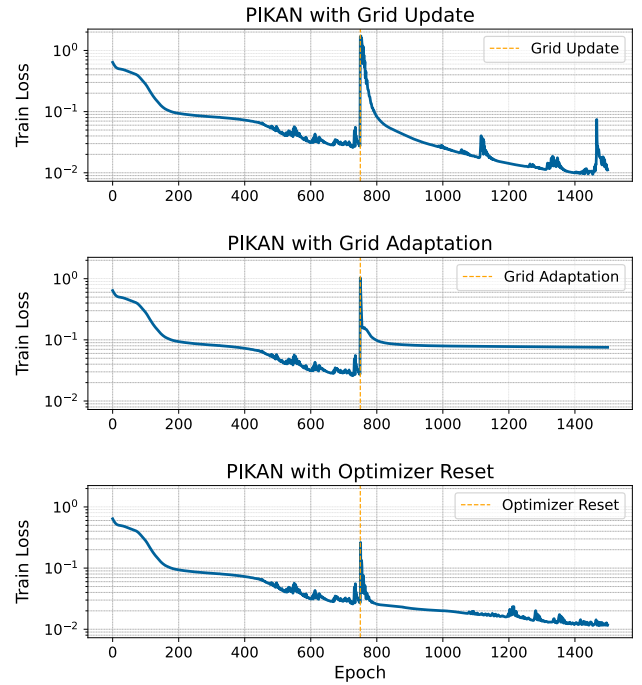 PIKAN with Grid Update
Train Loss
10⁰
10⁻¹
10⁻²
Grid Update
0 200 400 600 800 1000 1200 1400
PIKAN with Grid Adaptation
Train Loss
10⁰
10⁻¹
10⁻²
Grid Adaptation
0 200 400 600 800 1000 1200 1400
PIKAN with Optimizer Reset
Train Loss
10⁰
10⁻¹
10⁻²
Optimizer Reset
0 200 400 600 800 1000 1200 1400
Epoch